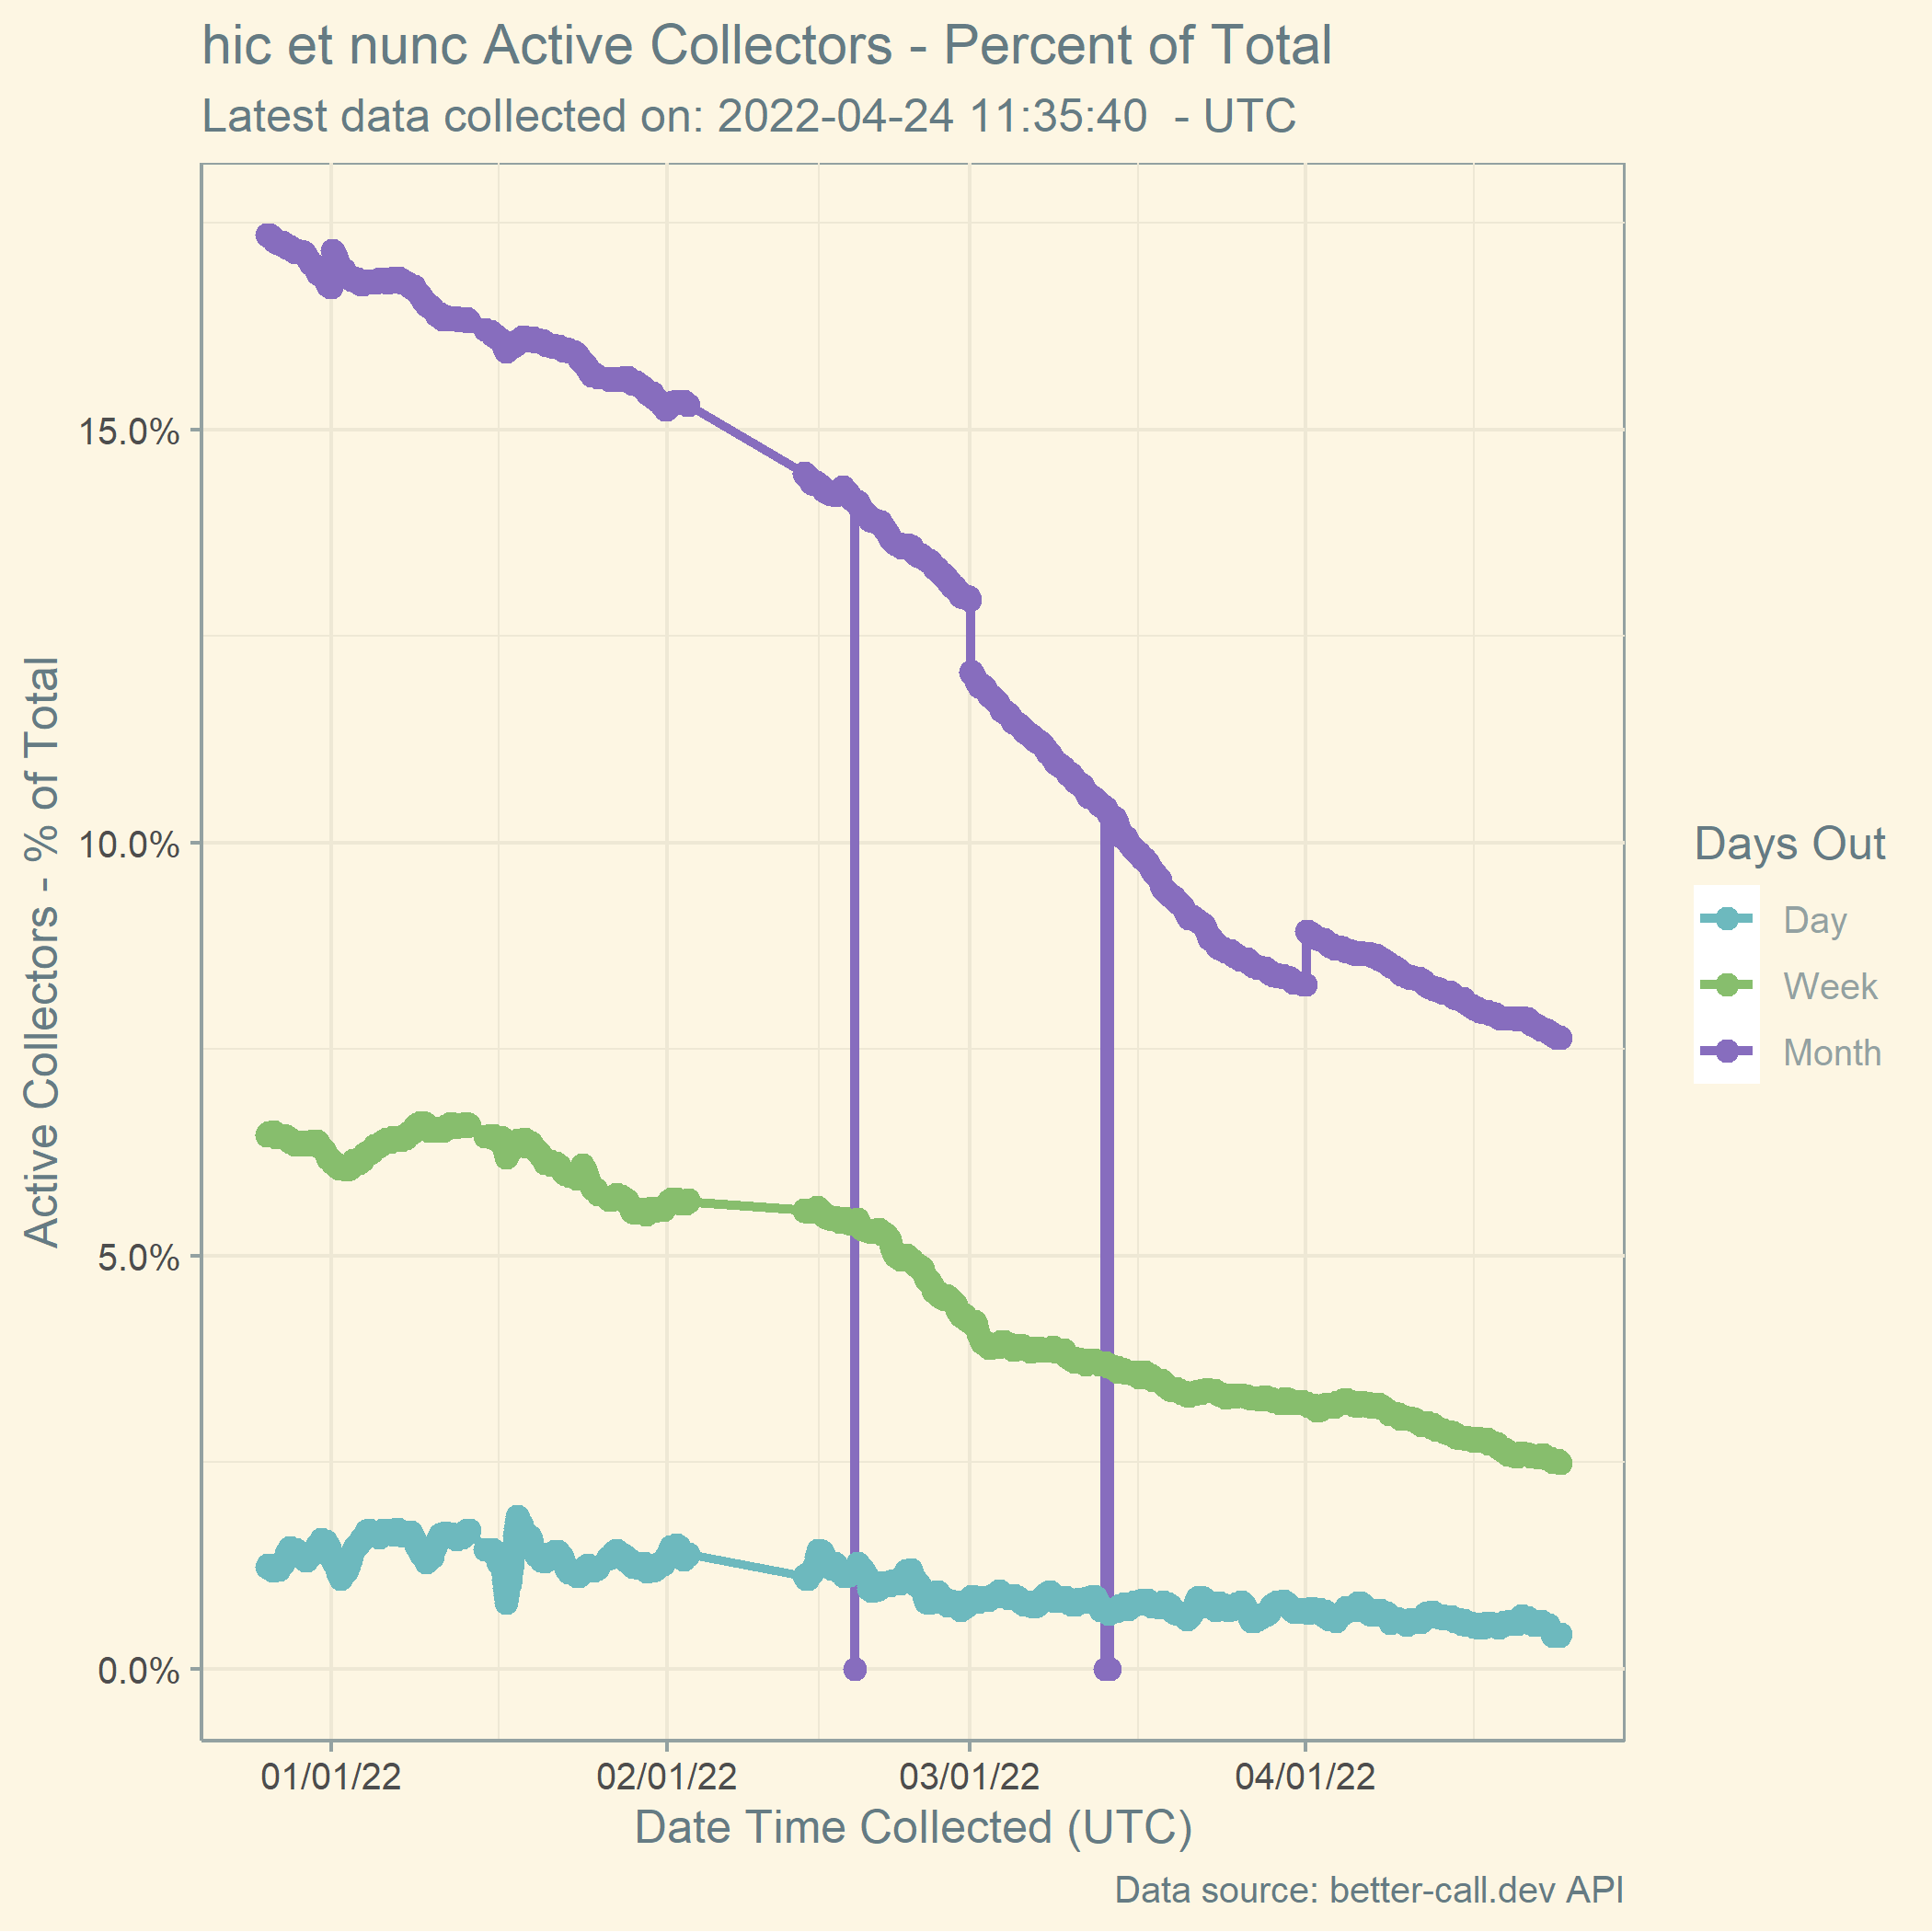 hic et nunc Active Collectors - Percent of Total
Latest data collected on: 2022-04-24 11:35:40  - UTC
Active Collectors - % of Total
15.0%
10.0%
5.0%
0.0%
01/01/22
02/01/22
03/01/22
04/01/22
Date Time Collected (UTC)
Days Out
Day
Week
Month
Data source: better-call.dev API